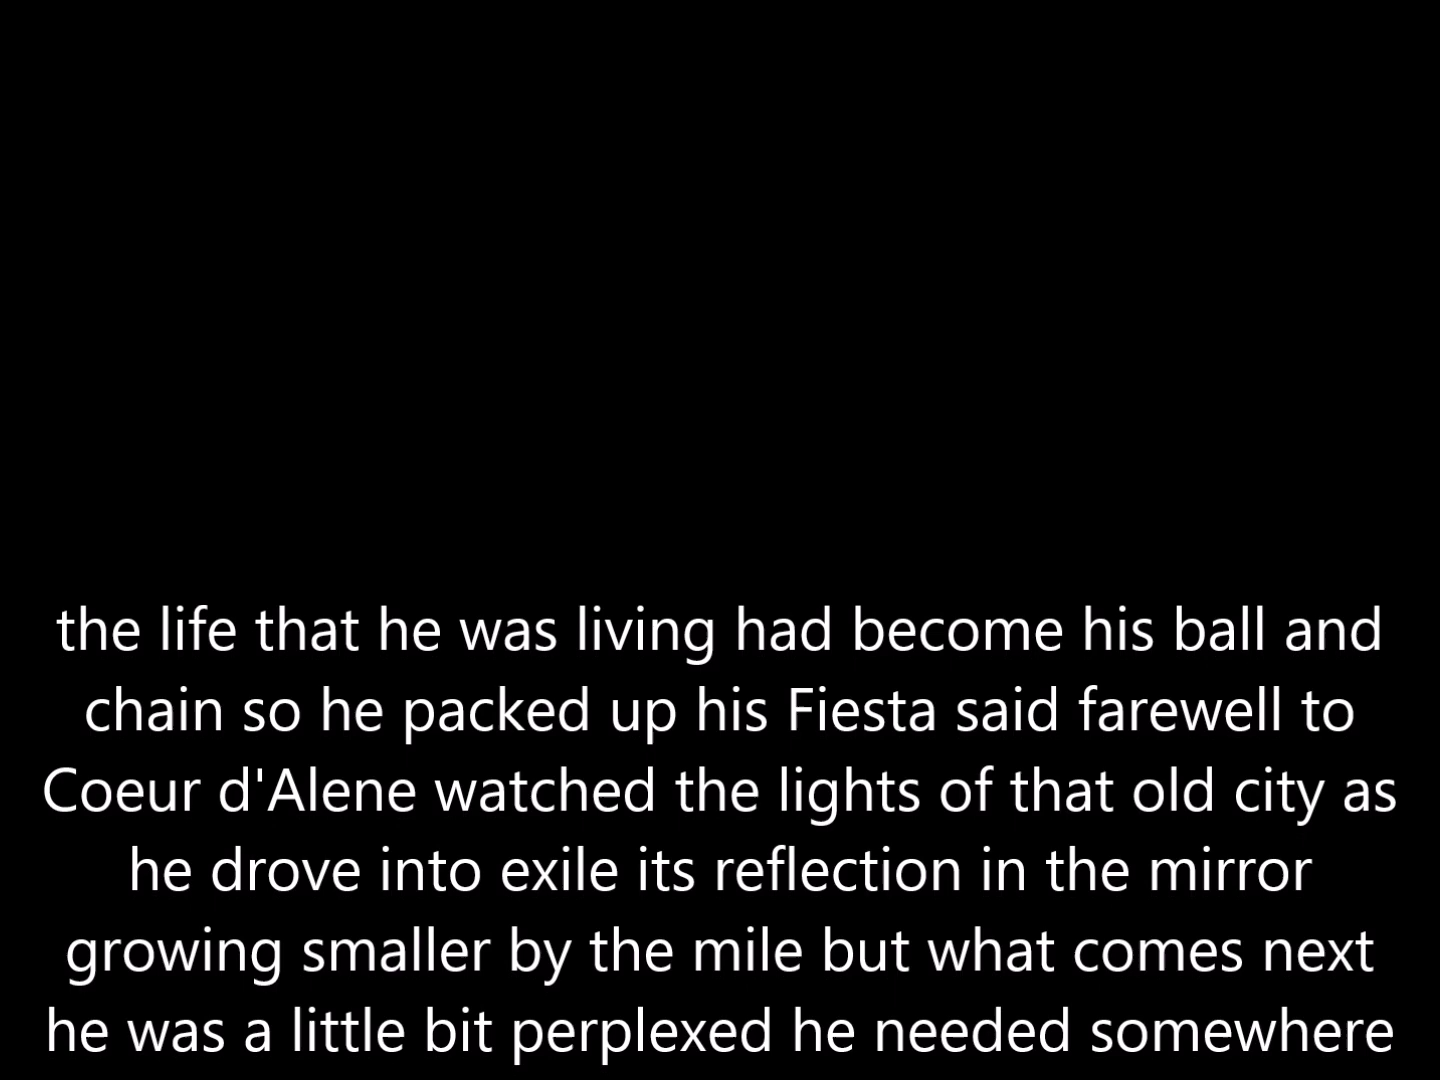 the life that he was living had become his ball and
chain so he packed up his Fiesta said farewell to
Coeur d'Alene watched the lights of that old city as
he drove into exile its reflection in the mirror
growing smaller by the mile but what comes next
he was a little bit perplexed he needed somewhere